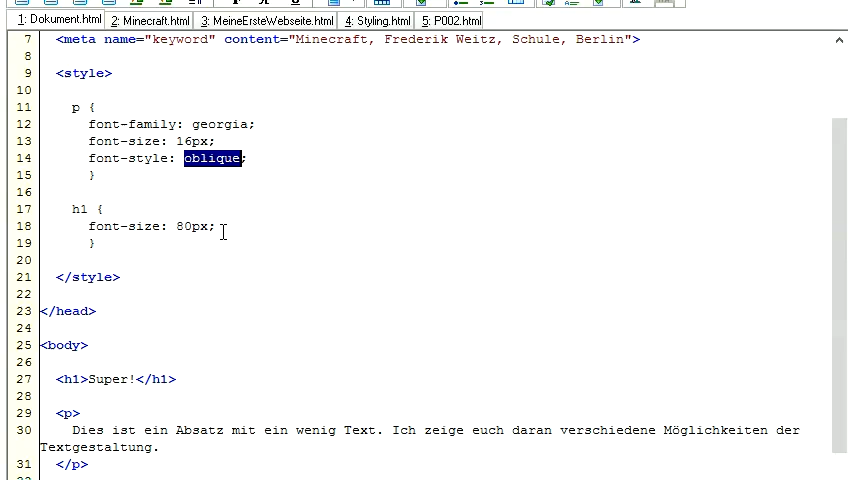 1: Dokument.html 2: Minecraft.html 3: MeineErsteWebseite.html 4: Styling.html 5: P002.html
7 <meta name="keyword" content="Minecraft, Frederik Weitz, Schule, Berlin">
8
9 <style>
10
11 p {
12 font-family: georgia;
13 font-size: 16px;
14 font-style: oblique;
15 }
16
17 h1 {
18 font-size: 80px;
19 }
20
21 </style>
22
23 </head>
24
25 <body>
26
27 <h1>Super!</h1>
28
29 <p>
30 Dies ist ein Absatz mit ein wenig Text. Ich zeige euch daran verschiedene Möglichkeiten der
Textgestaltung.
31 </p>